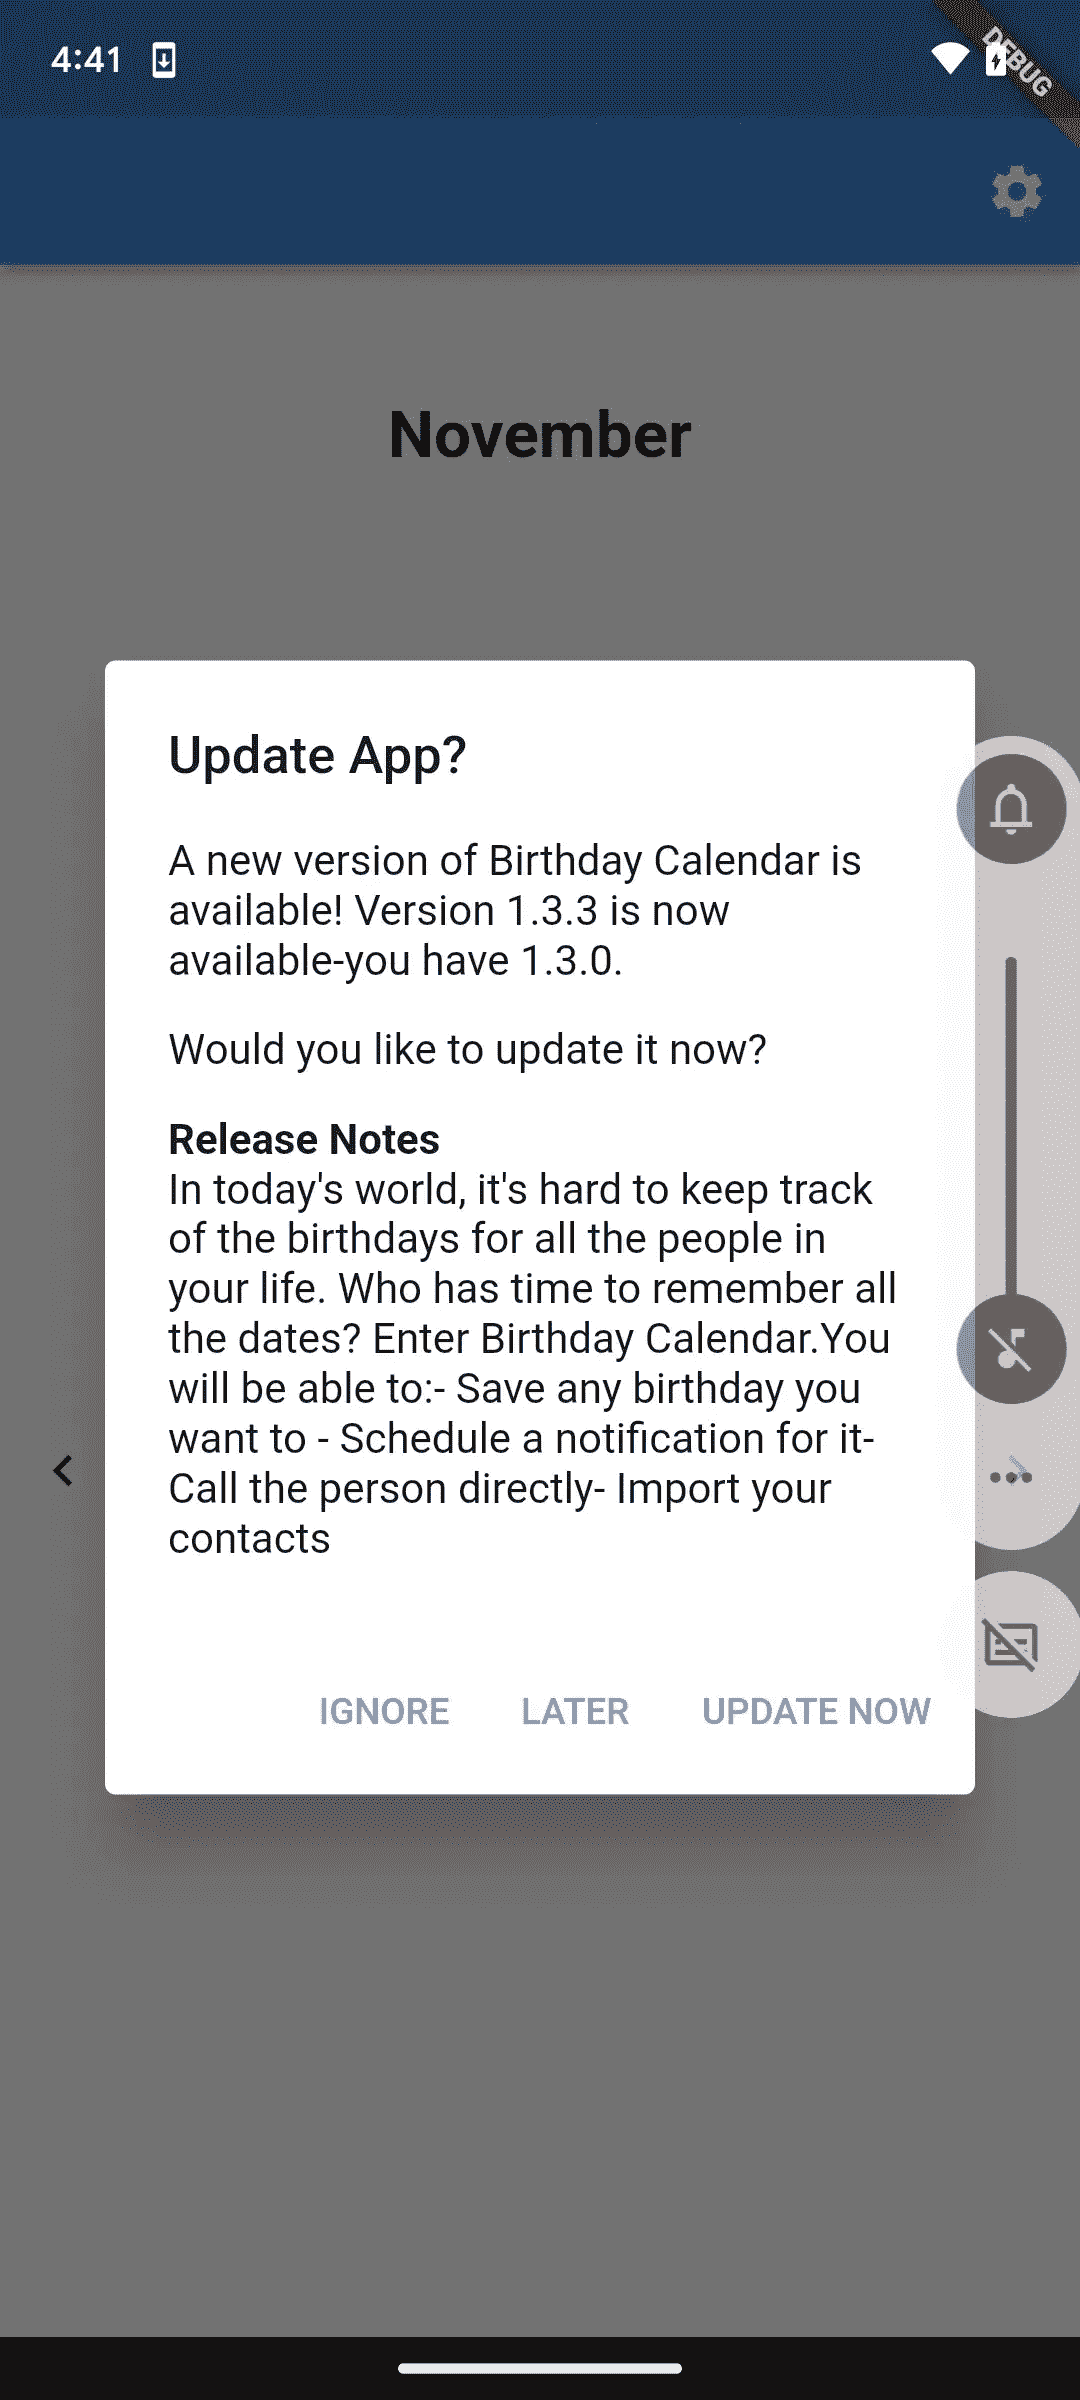 4:41
DEBUG
November
Update App?
A new version of Birthday Calendar is
available! Version 1.3.3 is now
available-you have 1.3.0.
Would you like to update it now?
Release Notes
In today's world, it's hard to keep track
of the birthdays for all the people in
your life. Who has time to remember all
the dates? Enter Birthday Calendar.You
will be able to:- Save any birthday you
want to - Schedule a notification for it-
Call the person directly- Import your
contacts
IGNORE LATER UPDATE NOW